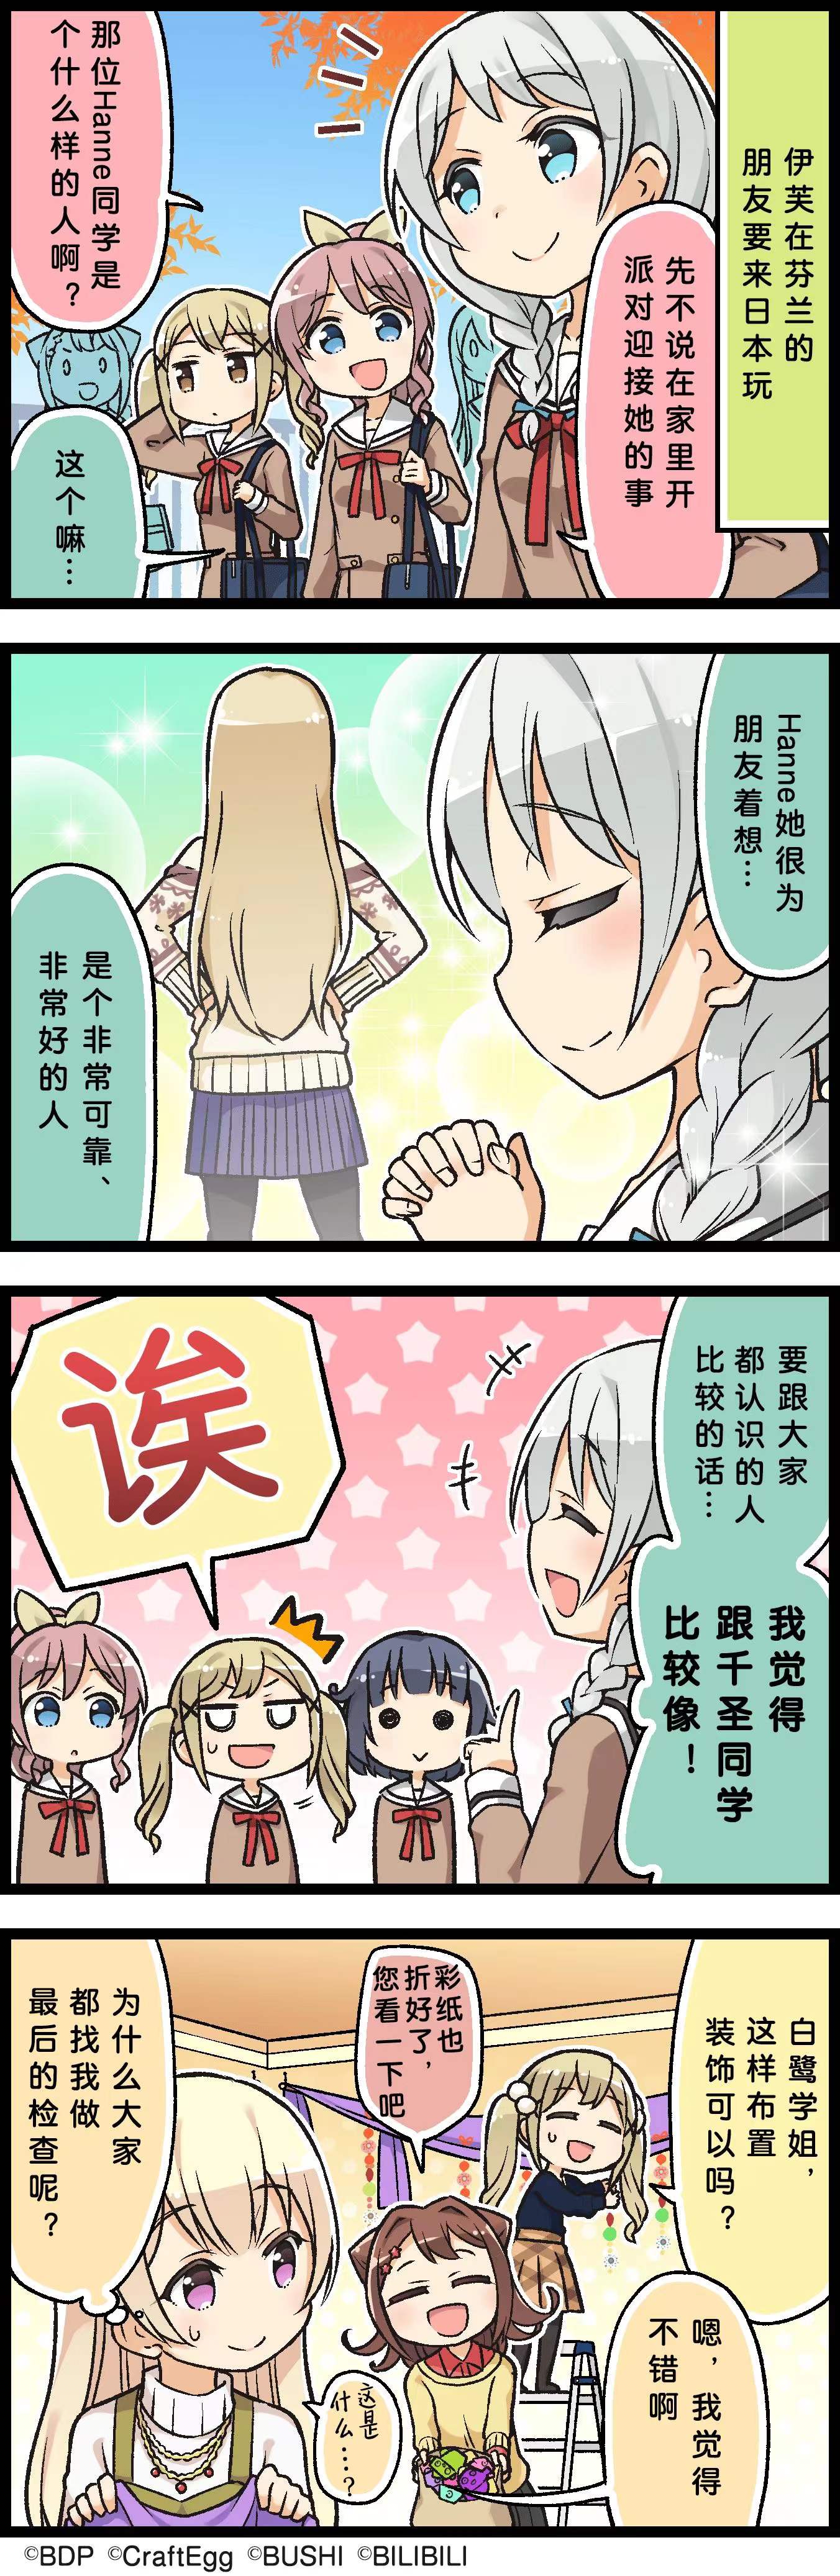 伊芙在芬兰的
朋友要来日本玩
先不说在家里开
派对迎接她的事
那位Hanne同学是
个什么样的人啊?
这个嘛…
Hanne她很为
朋友着想…
是个非常可靠、
非常好的人
要跟大家
都认识的人
比较的话…
我觉得
跟千圣同学
比较像!
诶
白鹭学姐,
这样布置
装饰可以吗?
彩纸也
折好了,
您看一下吧
嗯,我觉得
不错啊
这是
什么…?
为什么大家
都找我做
最后的检查呢?
©BDP ©CraftEgg ©BUSHI ©BILIBILI